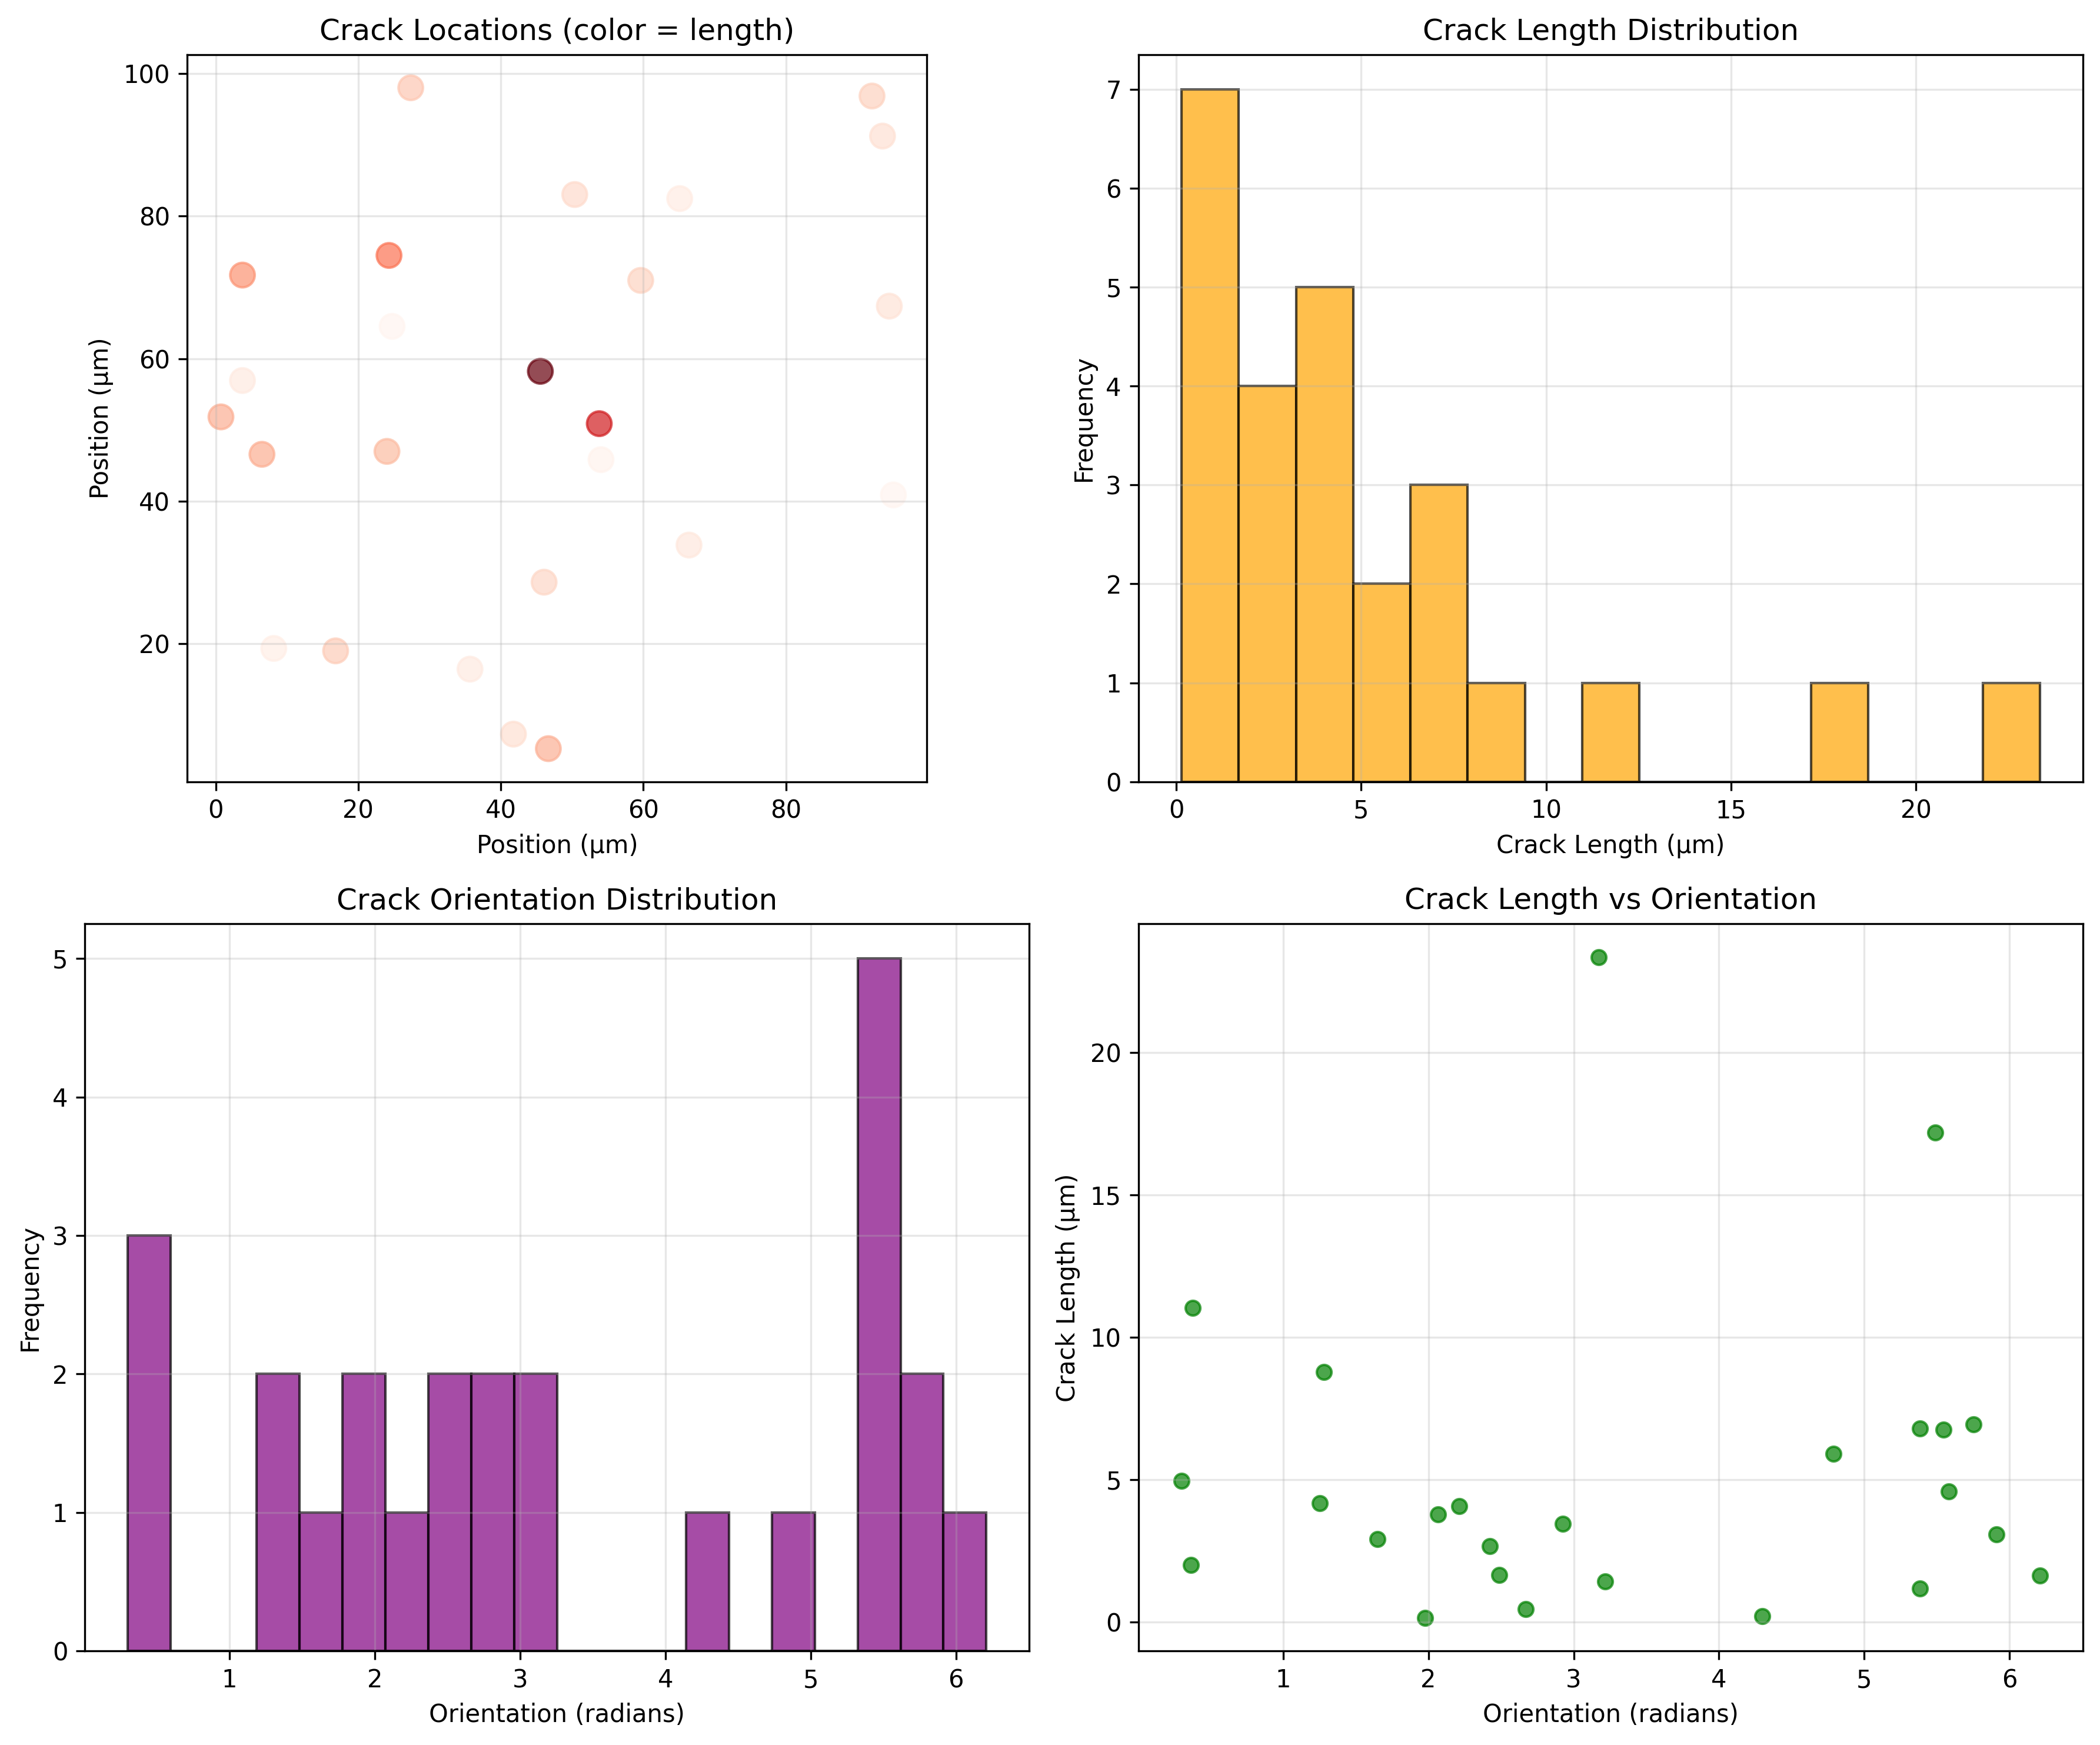 Crack Locations (color = length)
100
80
60
40
20
0 20 40 60 80
Position (µm)
Position (µm)
Crack Length Distribution
7
6
5
4
3
2
1
0
0 5 10 15 20
Frequency
Crack Length (µm)
Crack Orientation Distribution
5
4
3
2
1
0
1 2 3 4 5 6
Frequency
Orientation (radians)
Crack Length vs Orientation
20
15
10
5
0
1 2 3 4 5 6
Crack Length (µm)
Orientation (radians)